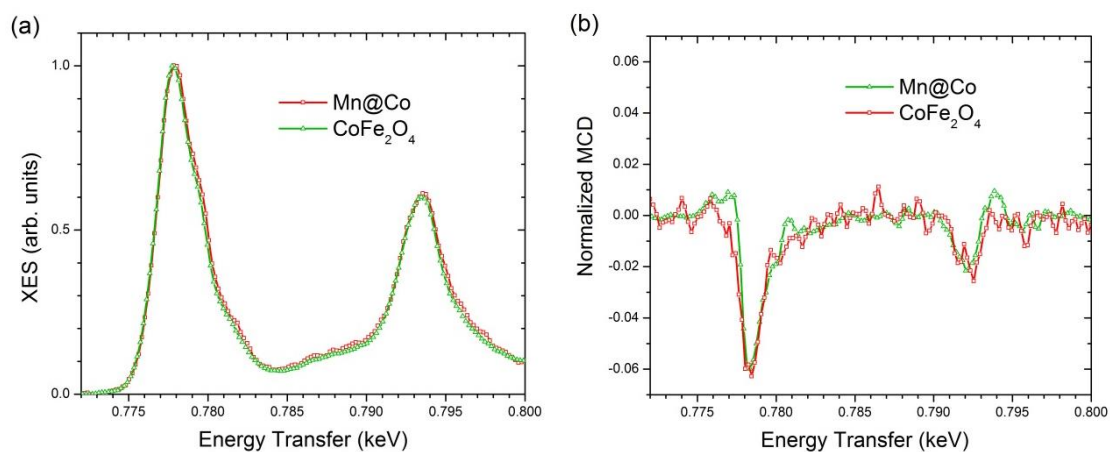 (a)
1.0
0.5
0.0
XES (arb. units)
Mn@Co
CoFe₂O₄
0.775 0.780 0.785 0.790 0.795 0.800
Energy Transfer (keV)
(b)
0.06
0.04
0.02
0.00
-0.02
-0.04
-0.06
Normalized MCD
Mn@Co
CoFe₂O₄
0.775 0.780 0.785 0.790 0.795 0.800
Energy Transfer (keV)